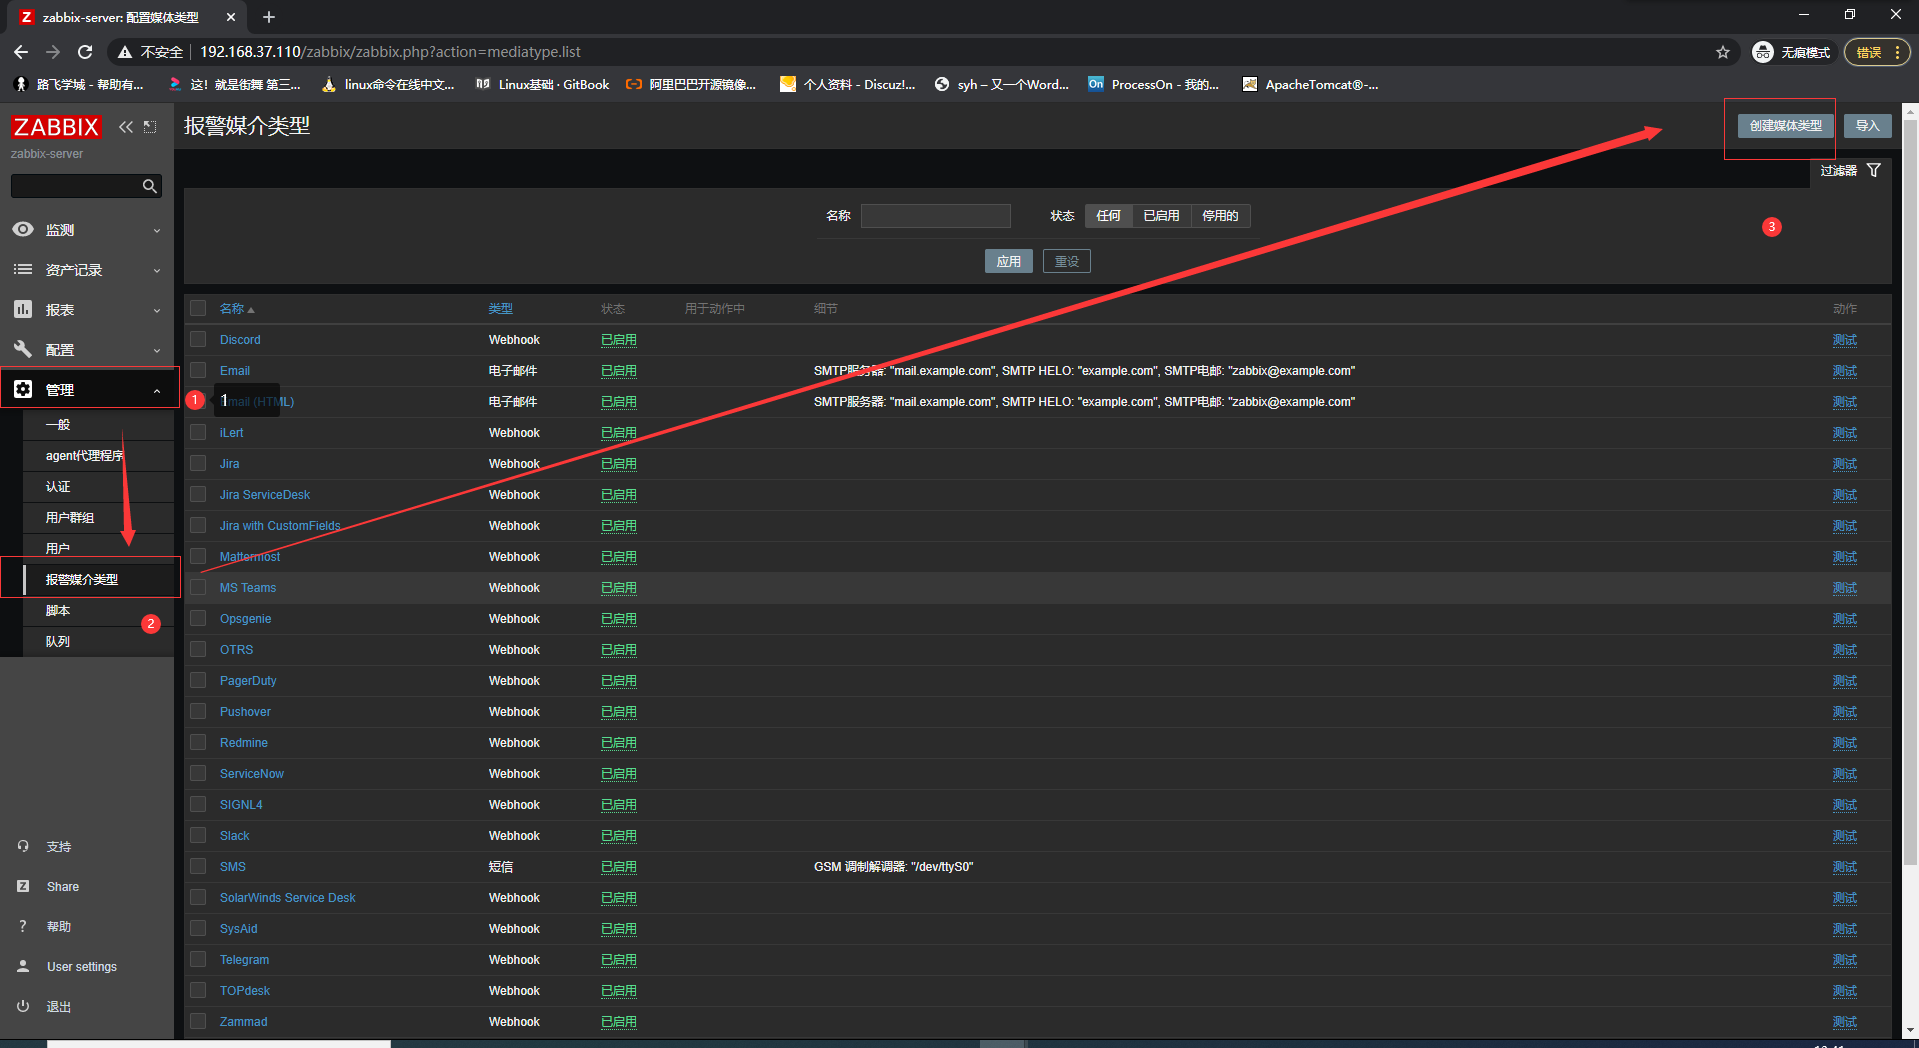 zabbix-server: 配置媒体类型
不安全 192.168.37.110/zabbix/zabbix.php?action=mediatype.list 无痕模式 错误
路飞学城 - 帮助有... 这！就是街舞 第三... linux命令在线中文... Linux基础 · GitBook 阿里巴巴开源镜像... 个人资料 - Discuz!... syh – 又一个Word... ProcessOn - 我的... ApacheTomcat®-...
ZABBIX
zabbix-server
监测
资产记录
报表
配置
管理
一般
agent代理程序
认证
用户群组
用户
报警媒介类型
脚本
队列
支持
Share
帮助
User settings
退出
报警媒介类型 创建媒体类型 导入
过滤器
名称 状态 任何 已启用 停用的
应用 重设
3
1 1
2
名称 类型 状态 用于动作中 细节 动作
Discord Webhook 已启用 测试
Email 电子邮件 已启用 SMTP服务器: "mail.example.com", SMTP HELO: "example.com", SMTP电邮: "zabbix@example.com" 测试
Email (HTML) 电子邮件 已启用 SMTP服务器: "mail.example.com", SMTP HELO: "example.com", SMTP电邮: "zabbix@example.com" 测试
iLert Webhook 已启用 测试
Jira Webhook 已启用 测试
Jira ServiceDesk Webhook 已启用 测试
Jira with CustomFields Webhook 已启用 测试
Mattermost Webhook 已启用 测试
MS Teams Webhook 已启用 测试
Opsgenie Webhook 已启用 测试
OTRS Webhook 已启用 测试
PagerDuty Webhook 已启用 测试
Pushover Webhook 已启用 测试
Redmine Webhook 已启用 测试
ServiceNow Webhook 已启用 测试
SIGNL4 Webhook 已启用 测试
Slack Webhook 已启用 测试
SMS 短信 已启用 GSM 调制解调器: "/dev/ttyS0" 测试
SolarWinds Service Desk Webhook 已启用 测试
SysAid Webhook 已启用 测试
Telegram Webhook 已启用 测试
TOPdesk Webhook 已启用 测试
Zammad Webhook 已启用 测试